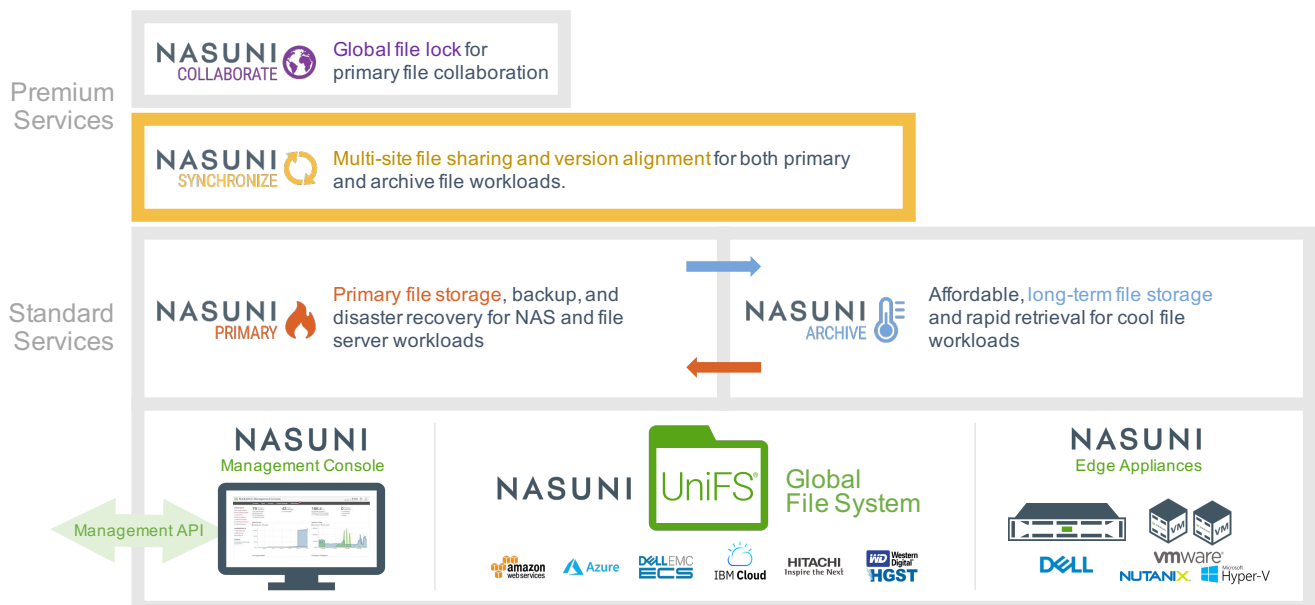 Premium
Services
NASUNI
COLLABORATE
Global file lock for
primary file collaboration
NASUNI
SYNCHRONIZE
Multi-site file sharing and version alignment for both primary
and archive file workloads.
Standard
Services
NASUNI
PRIMARY
Primary file storage, backup, and
disaster recovery for NAS and file
server workloads
NASUNI
ARCHIVE
Affordable, long-term file storage
and rapid retrieval for cool file
workloads
NASUNI
Management Console
Management API
NASUNI
UniFS®
Global
File System
amazon
web services
Azure
DELL EMC
ECS
IBM Cloud
HITACHI
Inspire the Next
WD
Western
Digital®
HGST
NASUNI
Edge Appliances
VM
VM
DELL
vmware®
NUTANIX
Microsoft
Hyper-V